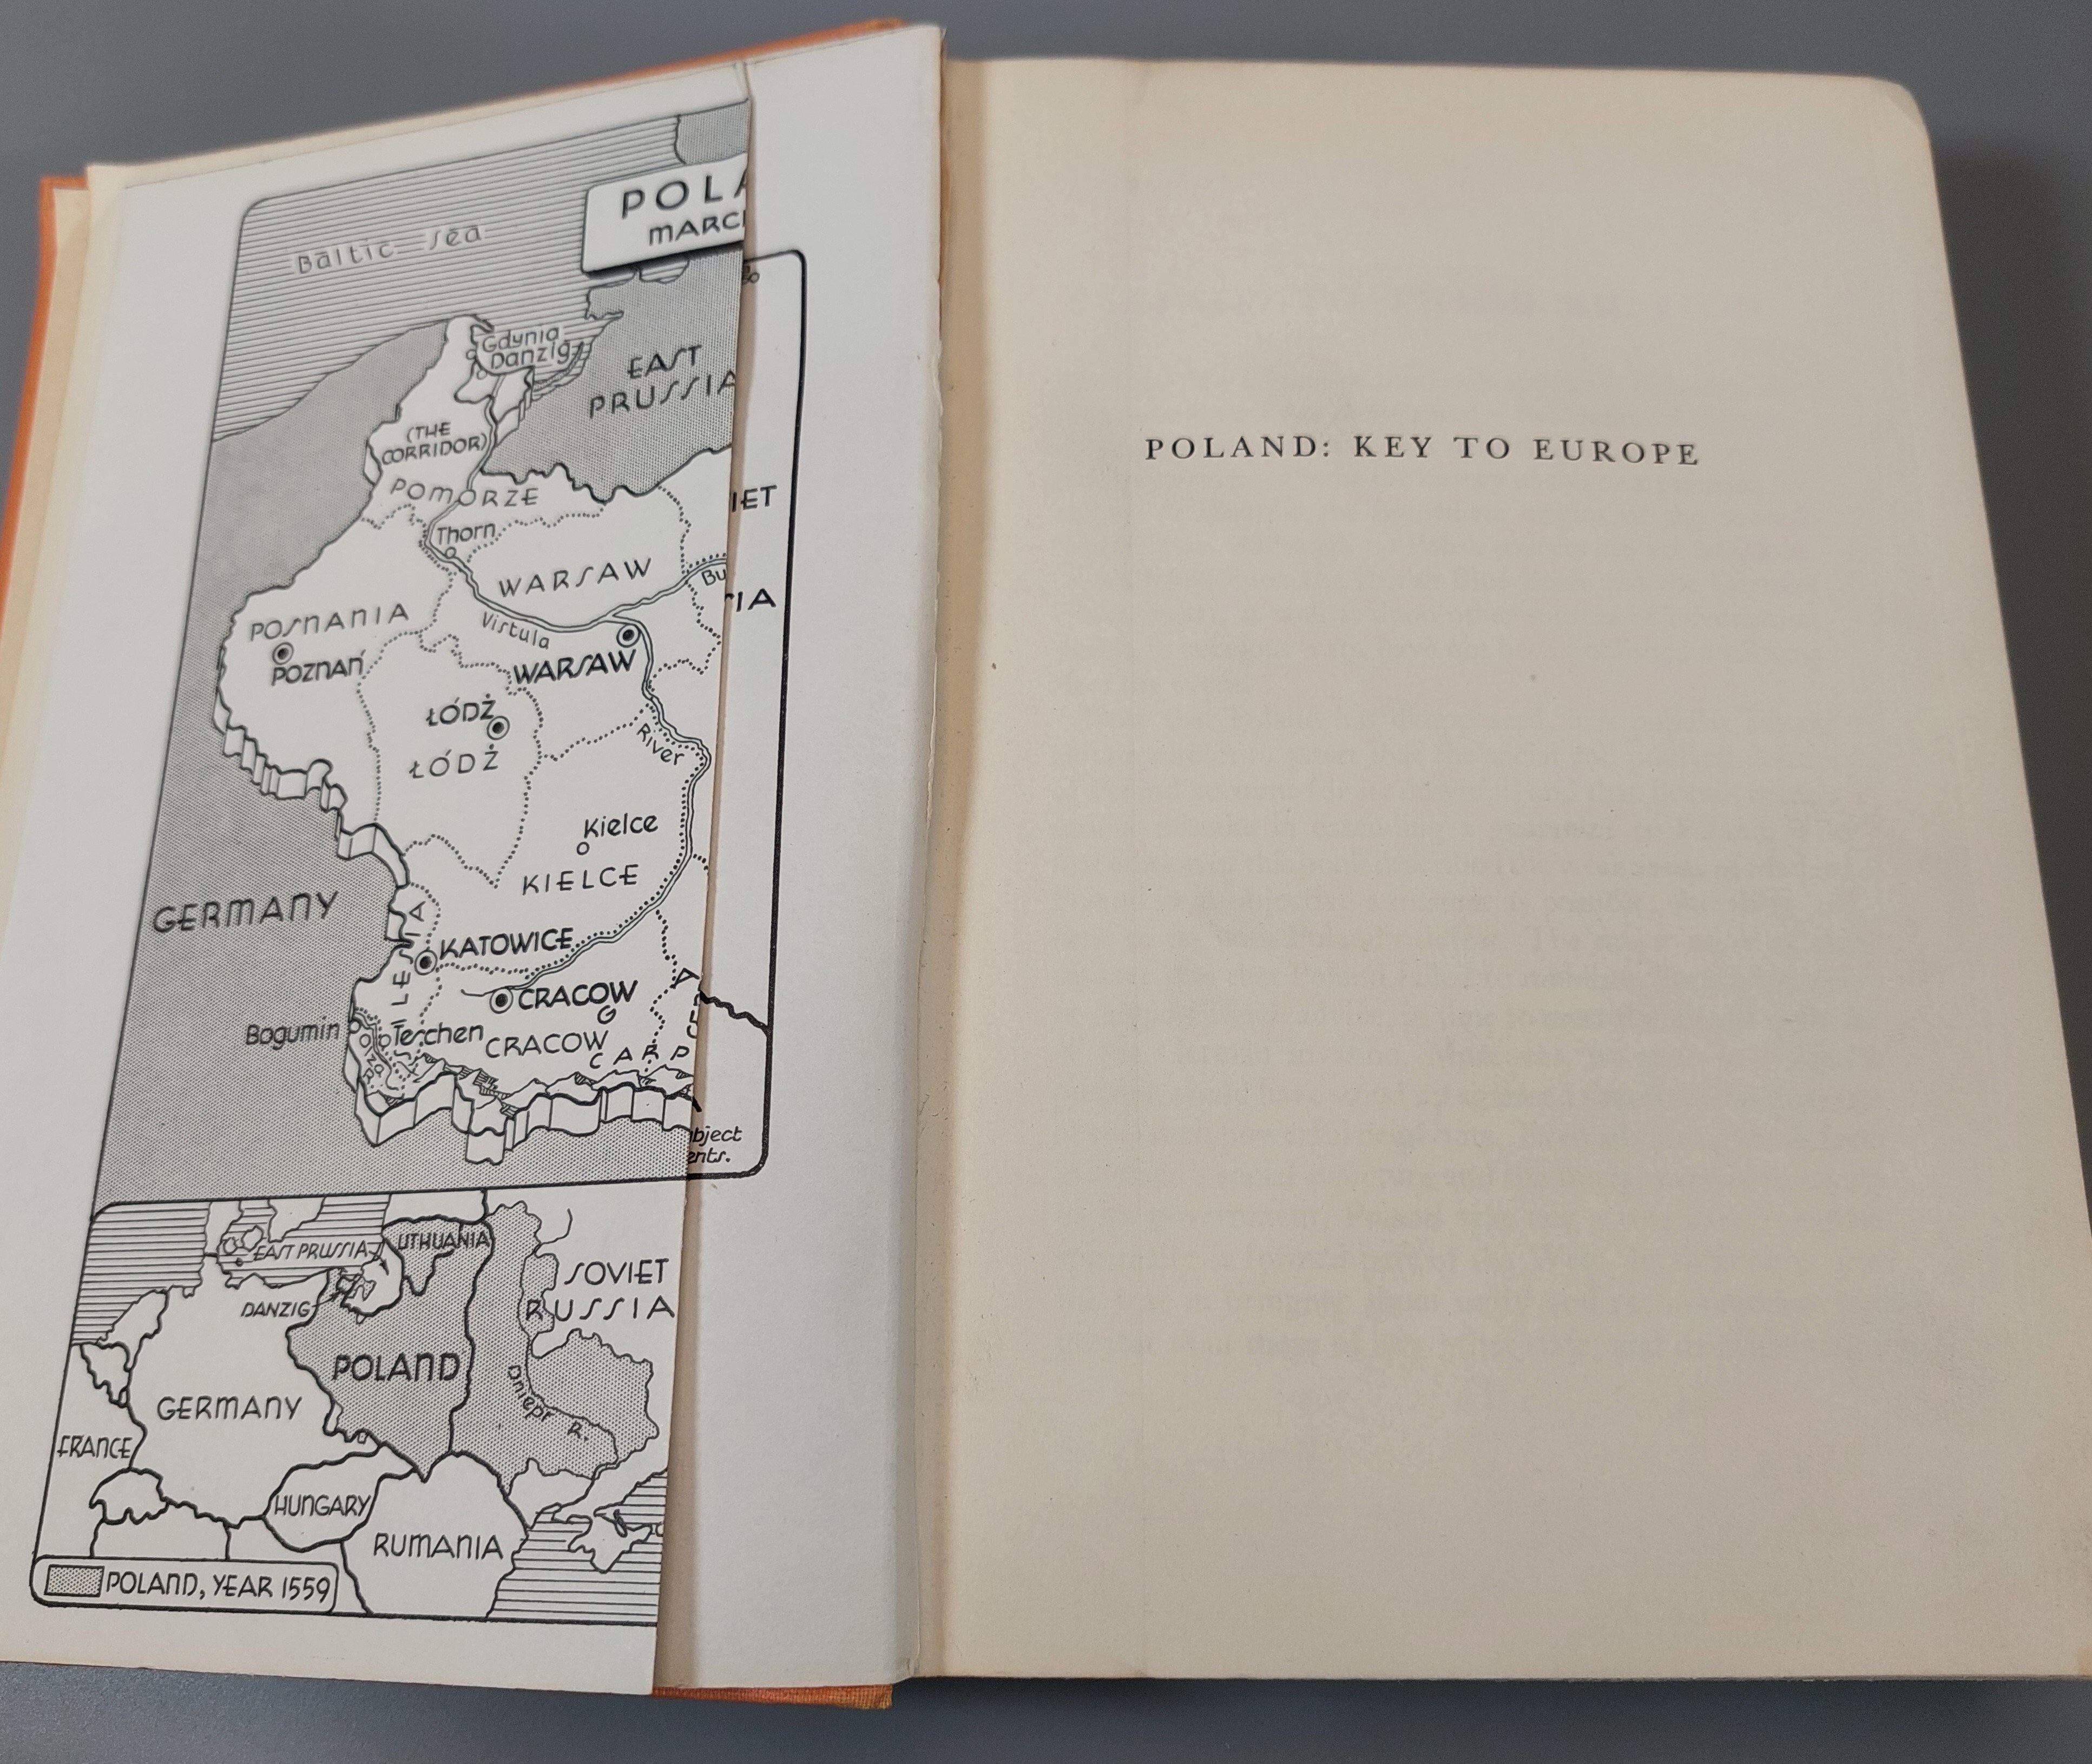 Baltic Sea
POLA
MARC
Gdynia
Danzig
EAST
PRUSSIA
(THE
CORRIDOR)
POMORZE
IET
Thorn
WARSAW
Bu
IA
POSNANIA
Vistula
POZNAŃ
WARSAW
ŁÓDŹ
River
ŁÓDŹ
Kielce
KIELCE
GERMANY
KATOWICE
CRACOW
Bogumin
Teschen
CRACOW
CARP
bject
ents.
EAST PRUSSIA
LITHUANIA
SOVIET
RUSSIA
DANZIG
POLAND
Dniepr R.
GERMANY
FRANCE
HUNGARY
RUMANIA
POLAND, YEAR 1559
POLAND: KEY TO EUROPE